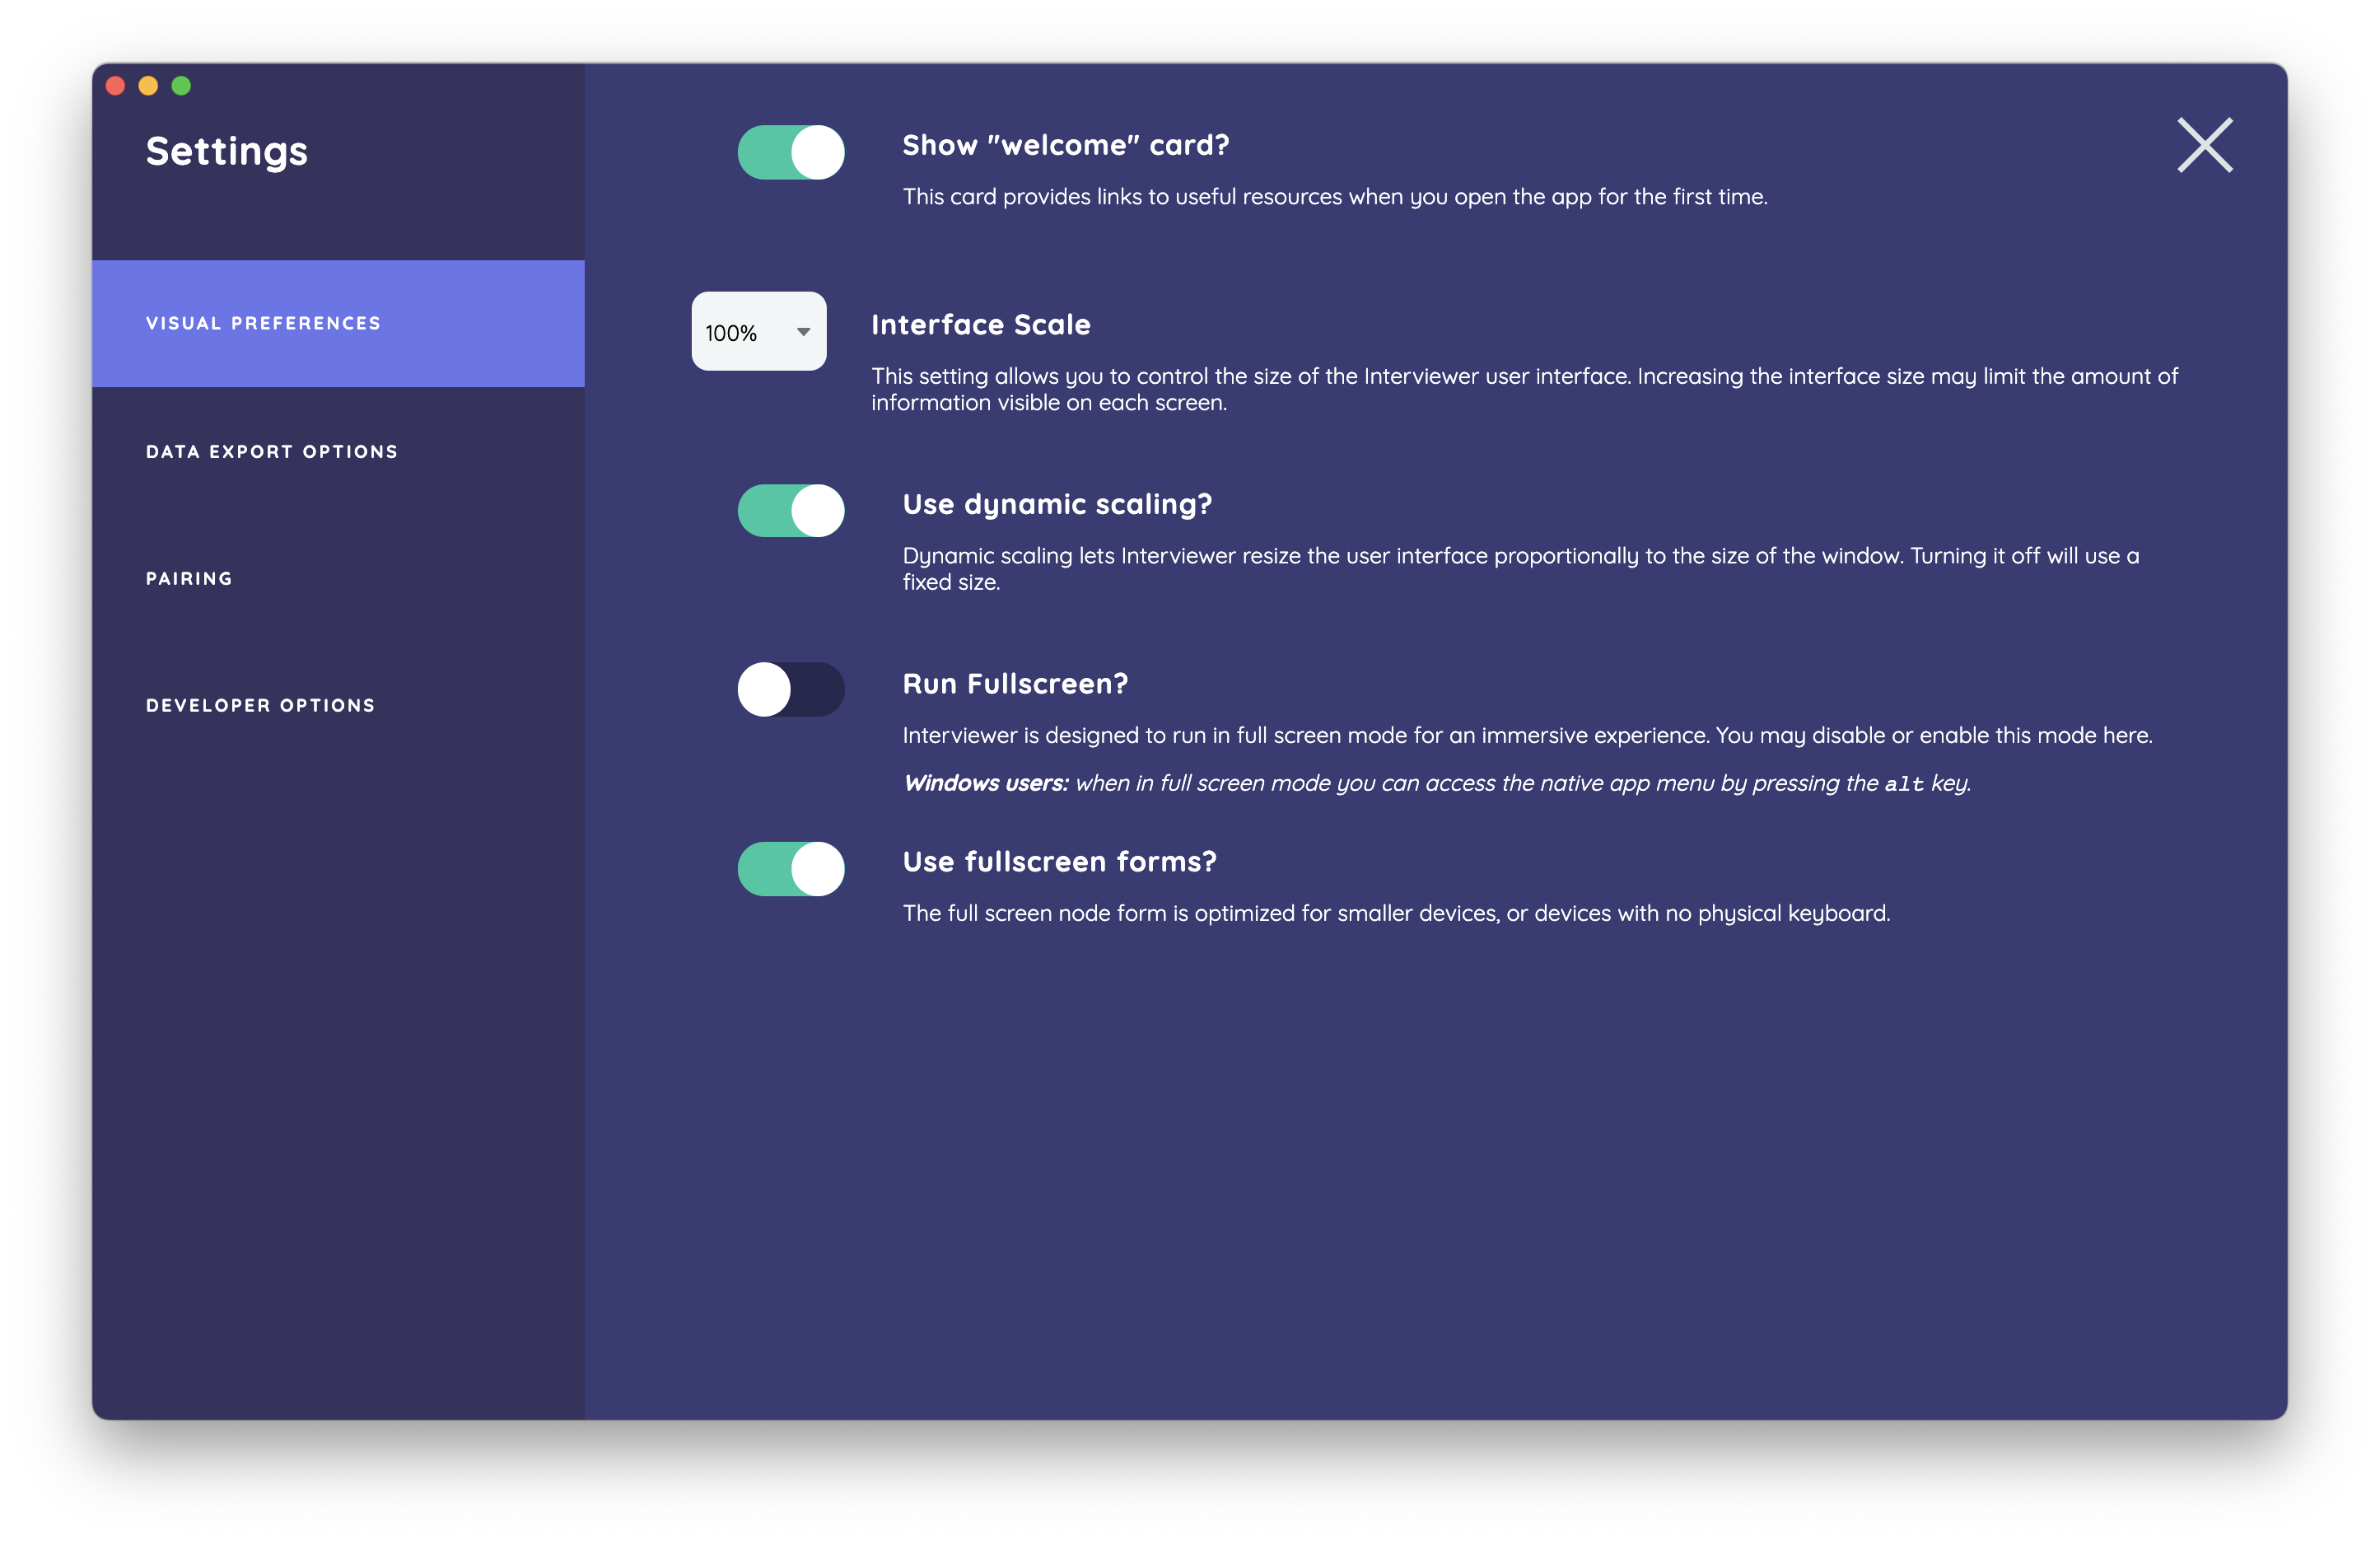 Settings
VISUAL PREFERENCES
DATA EXPORT OPTIONS
PAIRING
DEVELOPER OPTIONS
Show "welcome" card?
This card provides links to useful resources when you open the app for the first time.
100%
Interface Scale
This setting allows you to control the size of the Interviewer user interface. Increasing the interface size may limit the amount of
information visible on each screen.
Use dynamic scaling?
Dynamic scaling lets Interviewer resize the user interface proportionally to the size of the window. Turning it off will use a
fixed size.
Run Fullscreen?
Interviewer is designed to run in full screen mode for an immersive experience. You may disable or enable this mode here.
Windows users: when in full screen mode you can access the native app menu by pressing the alt key.
Use fullscreen forms?
The full screen node form is optimized for smaller devices, or devices with no physical keyboard.